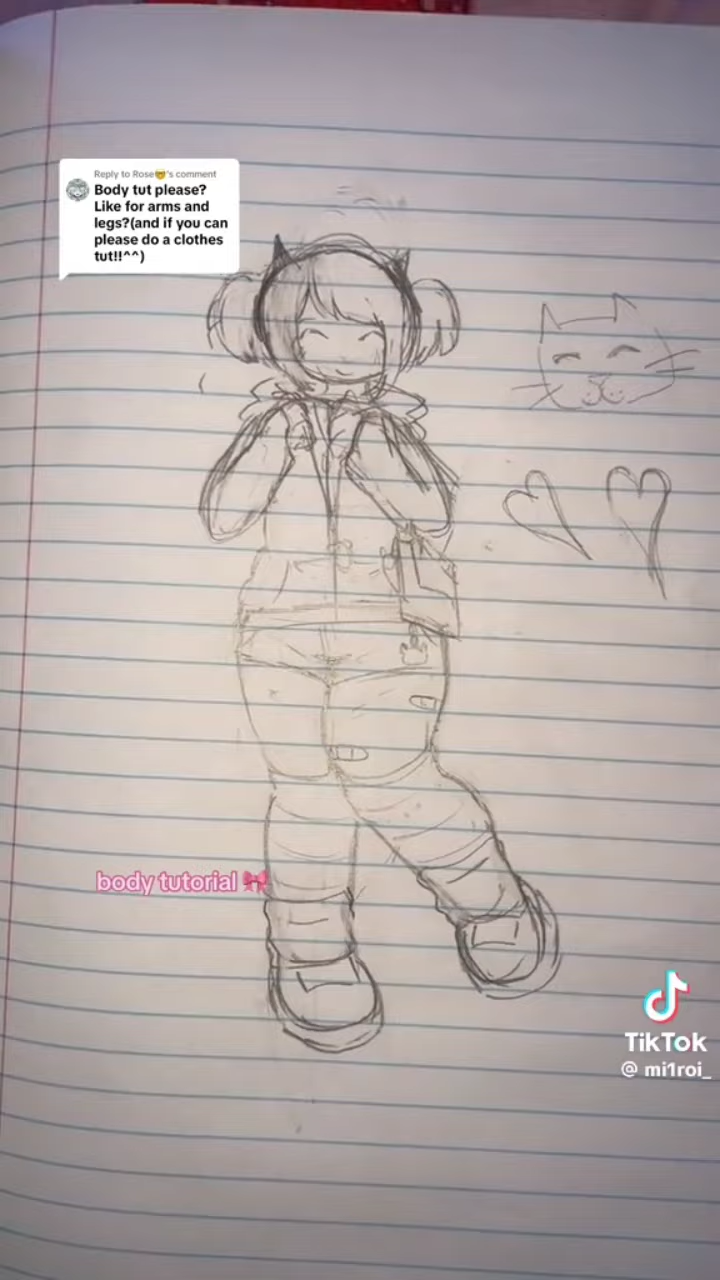 Reply to Rose🤓's comment
Body tut please?
Like for arms and
legs?(and if you can
please do a clothes
tut!!^^)
body tutorial 🎀
TikTok
@ mi1roi_